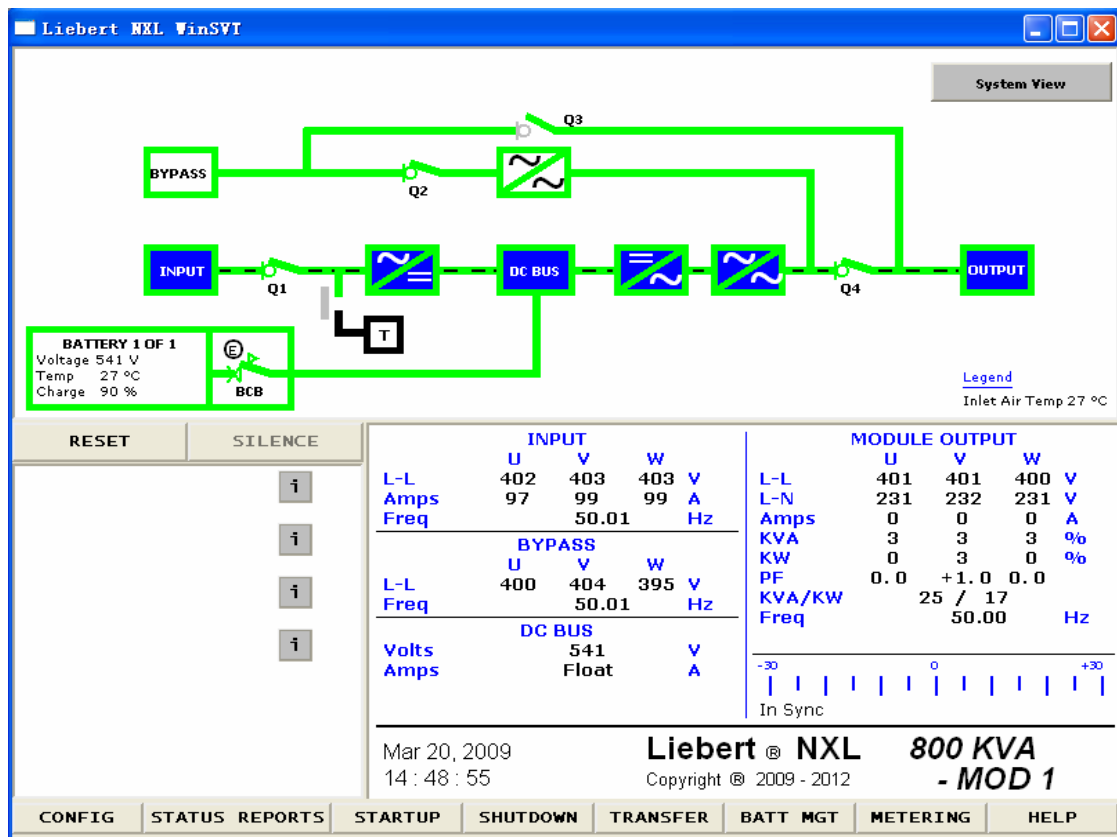 Liebert NXL WinSVT
System View
Q3
BYPASS
Q2
INPUT
Q1
DC BUS
Q4
OUTPUT
T
BATTERY 1 OF 1
Voltage 541 V
Temp 27 °C
Charge 90 %
E
BCB
Legend
Inlet Air Temp 27 °C
RESET SILENCE
i
i
i
i
INPUT
U V W
L-L 402 403 403 V
Amps 97 99 99 A
Freq 50.01 Hz
BYPASS
U V W
L-L 400 404 395 V
Freq 50.01 Hz
DC BUS
Volts 541 V
Amps Float A
MODULE OUTPUT
U V W
L-L 401 401 400 V
L-N 231 232 231 V
Amps 0 0 0 A
KVA 3 3 3 %
KW 0 3 0 %
PF 0.0 +1.0 0.0
KVA/KW 25 / 17
Freq 50.00 Hz
-30 0 +30
In Sync
Mar 20, 2009
14 : 48 : 55
Liebert ® NXL
Copyright ® 2009 - 2012
800 KVA
- MOD 1
CONFIG STATUS REPORTS STARTUP SHUTDOWN TRANSFER BATT MGT METERING HELP